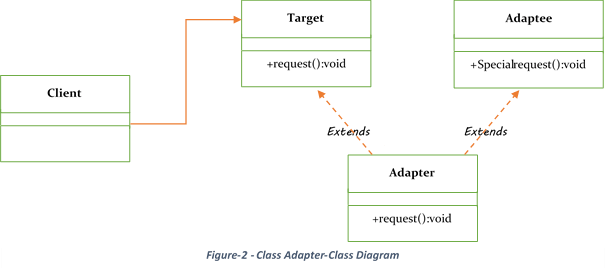 Target
+request():void
Adaptee
+Specialrequest():void
Client
Extends
Extends
Adapter
+request():void
Figure-2 - Class Adapter-Class Diagram